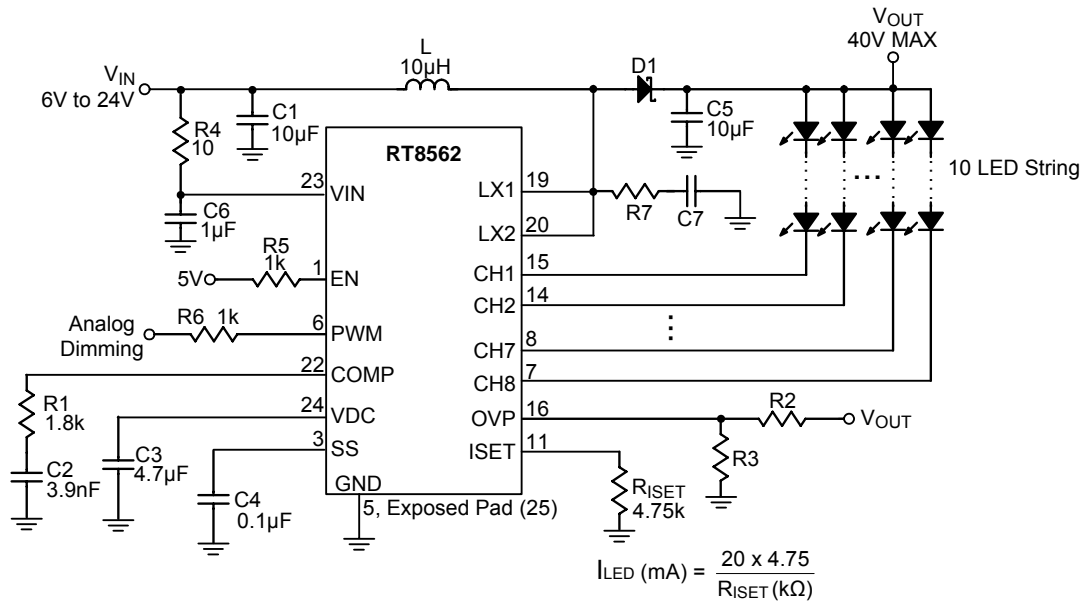 VOUT
40V MAX
L
10µH
D1
VIN
6V to 24V
C1
10µF
C5
10µF
R4
10
RT8562
10 LED String
...
23
VIN
LX1
19
R7
C7
C6
1µF
LX2
20
R5
1k
5V
1
EN
CH1
15
CH2
14
Analog
Dimming
R6 1k
6
PWM
...
CH7
8
22
COMP
CH8
7
R1
1.8k
24
VDC
OVP
16
R2
VOUT
3
SS
ISET
11
R3
C2
3.9nF
C3
4.7µF
C4
0.1µF
GND
5, Exposed Pad (25)
RISET
4.75k
ILED (mA) = 20 x 4.75
RISET (kΩ)